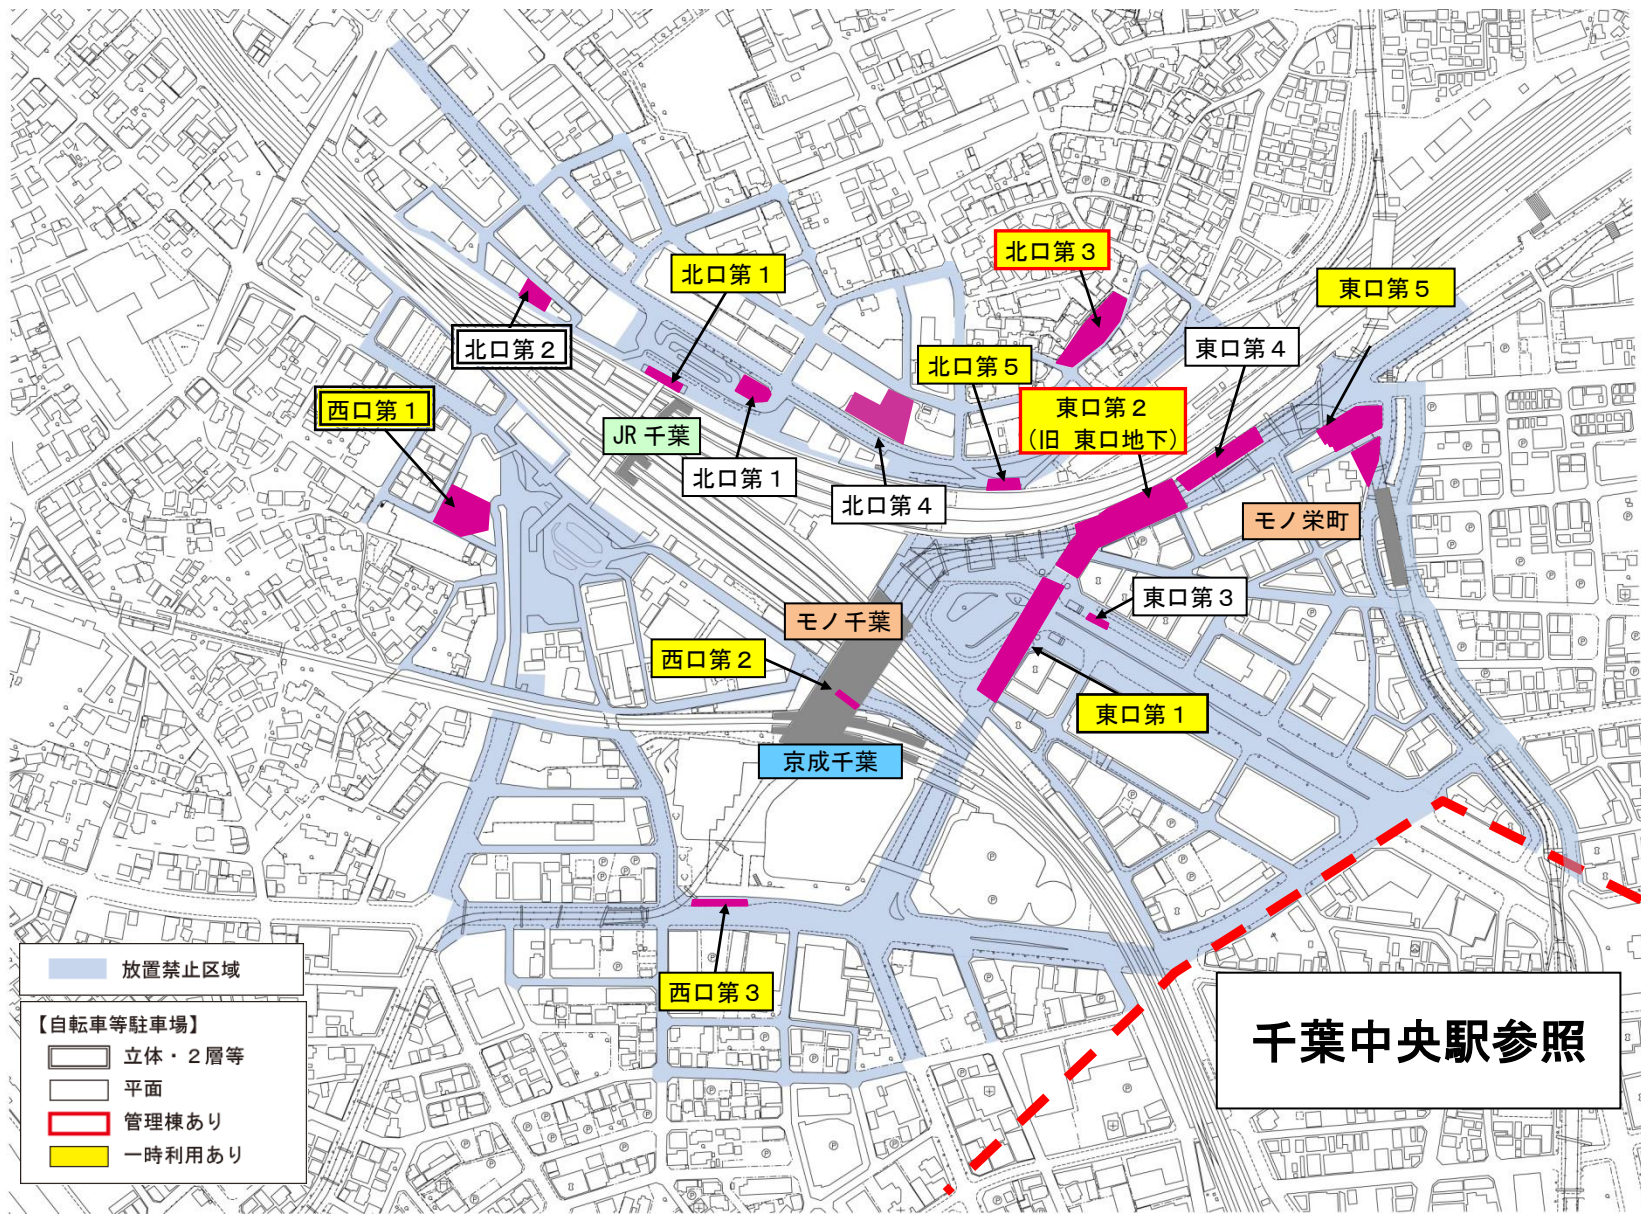 北口第３
北口第１
東口第５
北口第２
東口第４
北口第５
西口第１
東口第２
（旧 東口地下）
JR 千葉
北口第１
北口第４
モノ栄町
東口第３
モノ千葉
西口第２
東口第１
京成千葉
西口第３
放置禁止区域
【自転車等駐車場】
立体・２層等
平面
管理棟あり
一時利用あり
千葉中央駅参照